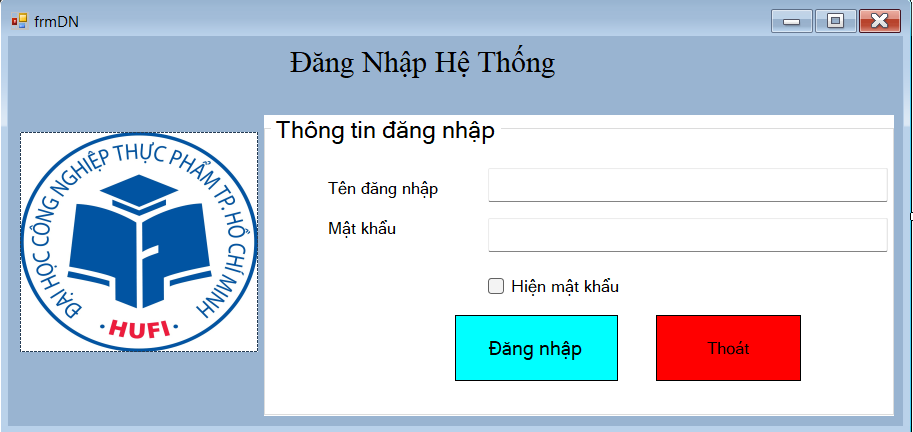 frmDN
Đăng Nhập Hệ Thống
ĐẠI HỌC CÔNG NGHIỆP THỰC PHẨM TP. HỒ CHÍ MINH
HUFI
Thông tin đăng nhập
Tên đăng nhập
Mật khẩu
Hiện mật khẩu
Đăng nhập
Thoát